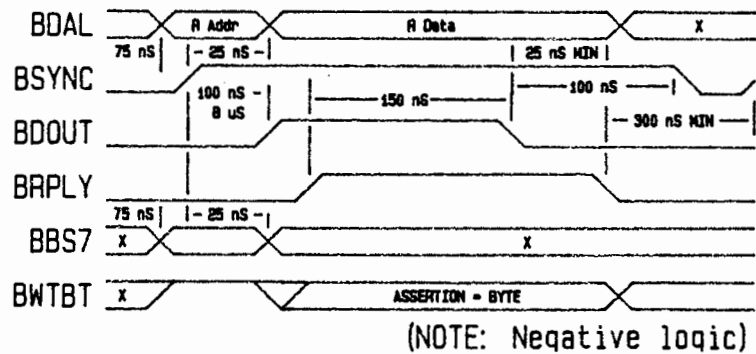 BDAL R Addr R Data X
75 nS 25 nS 25 nS MIN
BSYNC
100 nS 150 nS 100 nS
8 uS 300 nS MIN
BDOUT
BRPLY
75 nS 25 nS
BBS7 X X
BWTBT X ASSERTION = BYTE
(NOTE: Negative logic)